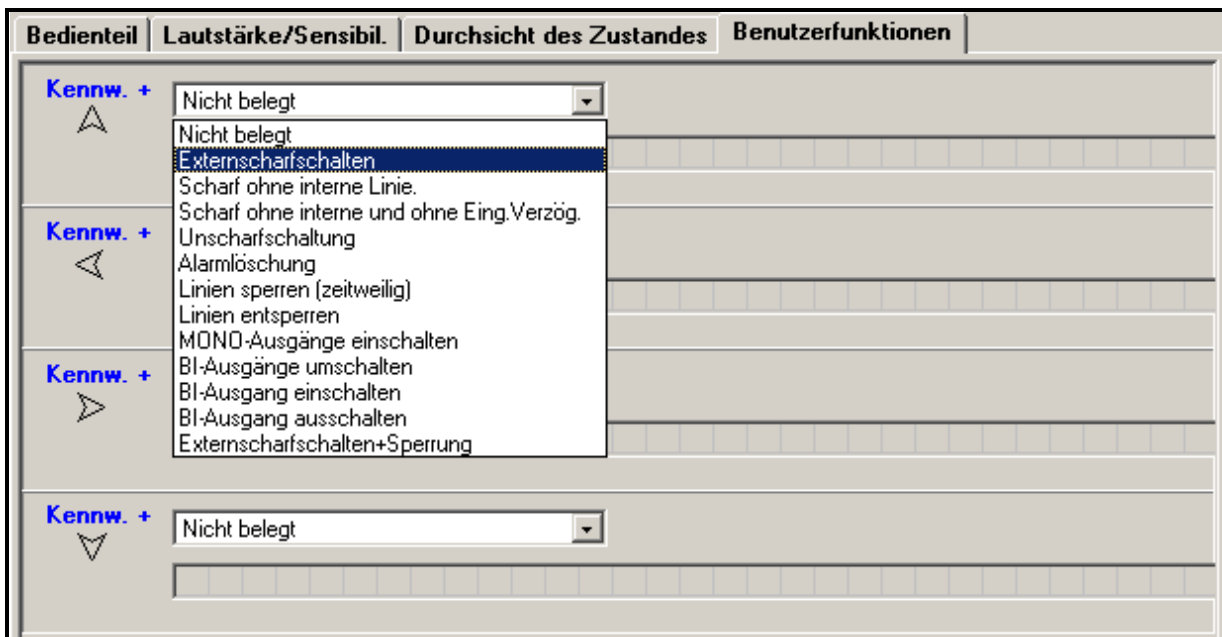 Bedienteil Lautstärke/Sensibil. Durchsicht des Zustandes Benutzerfunktionen
Kennw. +
Nicht belegt
Nicht belegt
Externscharfschalten
Scharf ohne interne Linie.
Scharf ohne interne und ohne Eing.Verzög.
Kennw. +
Unscharfschaltung
Alarmlöschung
Linien sperren (zeitweilig)
Linien entsperren
MONO-Ausgänge einschalten
BI-Ausgänge umschalten
Kennw. +
BI-Ausgang einschalten
BI-Ausgang ausschalten
Externscharfschalten+Sperrung
Kennw. +
Nicht belegt